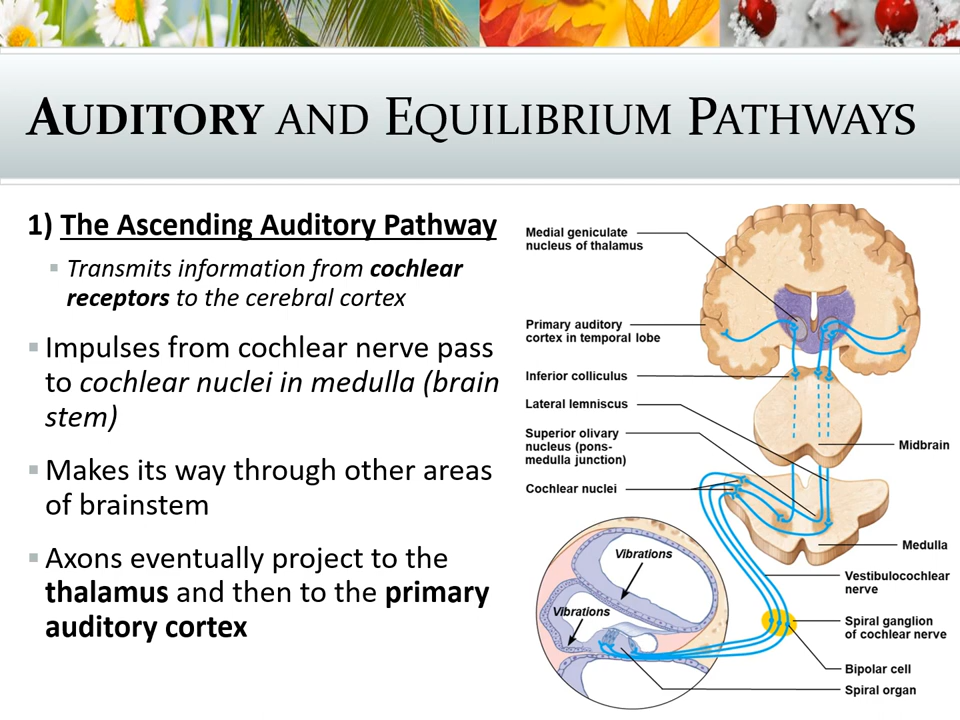 AUDITORY AND EQUILIBRIUM PATHWAYS
1) The Ascending Auditory Pathway
Transmits information from cochlear
receptors to the cerebral cortex
Impulses from cochlear nerve pass
to cochlear nuclei in medulla (brain
stem)
Makes its way through other areas
of brainstem
Axons eventually project to the
thalamus and then to the primary
auditory cortex
Medial geniculate
nucleus of thalamus
Primary auditory
cortex in temporal lobe
Inferior colliculus
Lateral lemniscus
Superior olivary
nucleus (pons-
medulla junction)
Cochlear nuclei
Midbrain
Medulla
Vibrations
Vibrations
Vestibulocochlear
nerve
Spiral ganglion
of cochlear nerve
Bipolar cell
Spiral organ